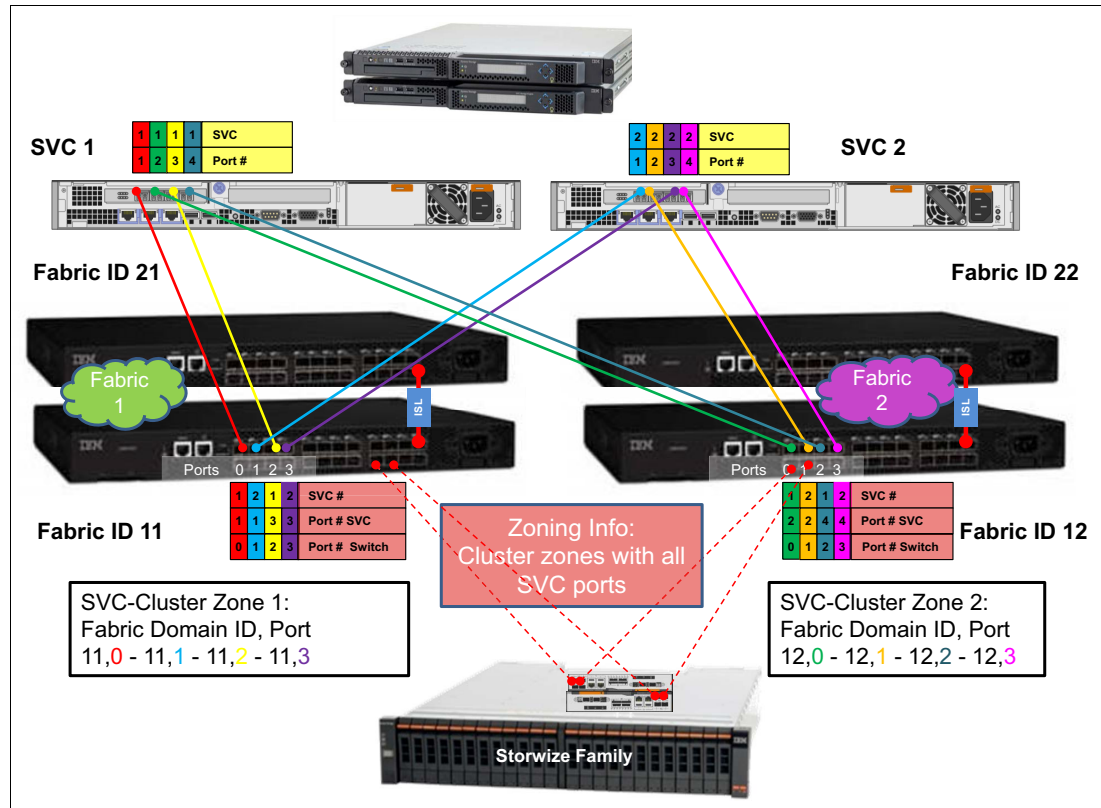 SVC 1
1 1 1 1 SVC
1 2 3 4 Port #
2 2 2 2 SVC
1 2 3 4 Port #
SVC 2
Fabric ID 21
Fabric ID 22
IBM
IBM
Fabric
1
ISL
Fabric
2
ISL
IBM
IBM
Ports 0 1 2 3
Ports 0 1 2 3
Fabric ID 11
1 2 1 2 SVC #
1 1 3 3 Port # SVC
0 1 2 3 Port # Switch
Zoning Info:
Cluster zones with all
SVC ports
1 2 1 2 SVC #
2 2 4 4 Port # SVC
0 1 2 3 Port # Switch
Fabric ID 12
SVC-Cluster Zone 1:
Fabric Domain ID, Port
11,0 - 11,1 - 11,2 - 11,3
SVC-Cluster Zone 2:
Fabric Domain ID, Port
12,0 - 12,1 - 12,2 - 12,3
Storwize Family
IBM